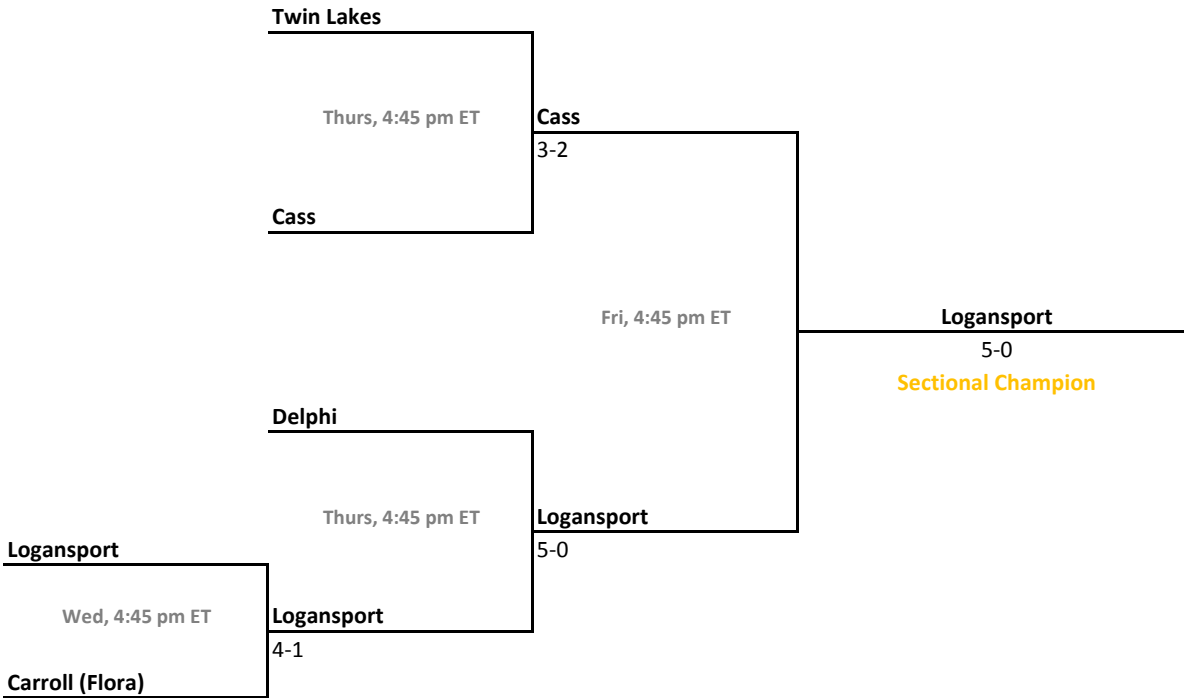 Twin Lakes
Thurs, 4:45 pm ET
Cass
3-2
Cass
Fri, 4:45 pm ET
Logansport
5-0
Sectional Champion
Delphi
Thurs, 4:45 pm ET
Logansport
5-0
Logansport
Wed, 4:45 pm ET
Logansport
4-1
Carroll (Flora)